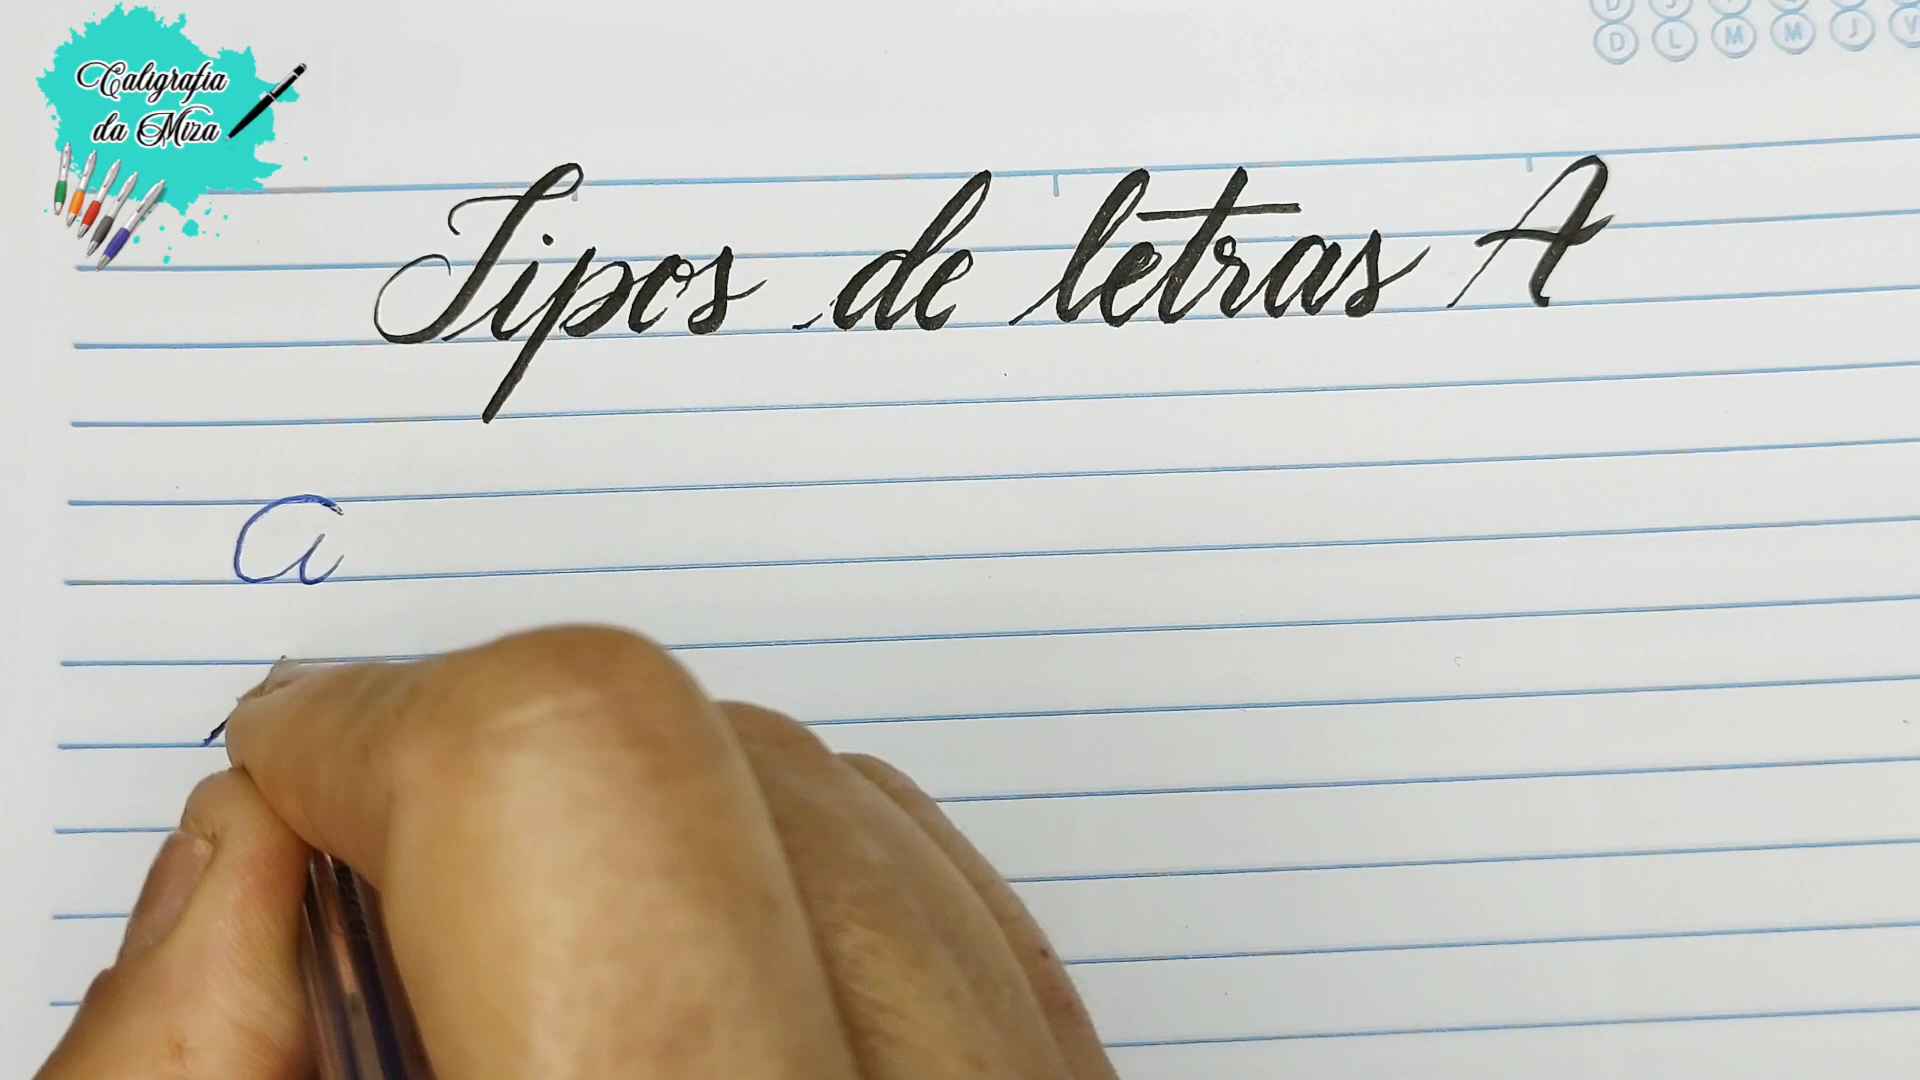 D L M M J V
Caligrafia
da Miza
Tipos de letras A
a